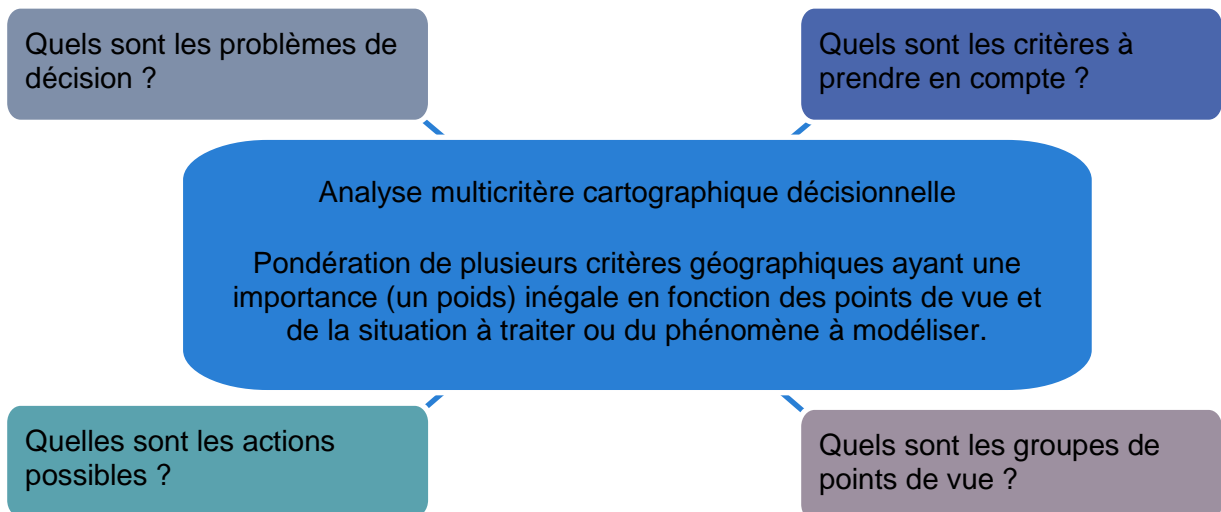 Quels sont les problèmes de
décision ?
Quels sont les critères à
prendre en compte ?
Analyse multicritère cartographique décisionnelle
Pondération de plusieurs critères géographiques ayant une
importance (un poids) inégale en fonction des points de vue et
de la situation à traiter ou du phénomène à modéliser.
Quelles sont les actions
possibles ?
Quels sont les groupes de
points de vue ?